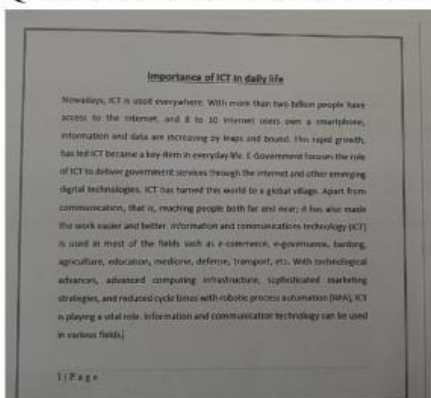 Importance of ICT in daily life
Nowadays, ICT is used everywhere. With more than two billion people have
access to the internet, and 8 to 10 internet users own a smartphone,
information and data are increasing by leaps and bound. This rapid growth,
has led ICT became a key item in everyday life. E Government focuses the role
of ICT to deliver government services through the internet and other emerging
digital technologies. ICT has turned this world to a global village. Apart from
communication, that is, reaching people both far and near; it has also made
the work easier and better. Information and communications technology (ICT)
is used in most of the fields such as e-commerce, e-governance, banking,
agriculture, education, medicine, defense, transport, etc. With technological
advances, advanced computing infrastructure, sophisticated marketing
strategies, and reduced cycle times with robotic process automation (RPA), ICT
is playing a vital role. Information and communication technology can be used
in various fields.
1 | Page